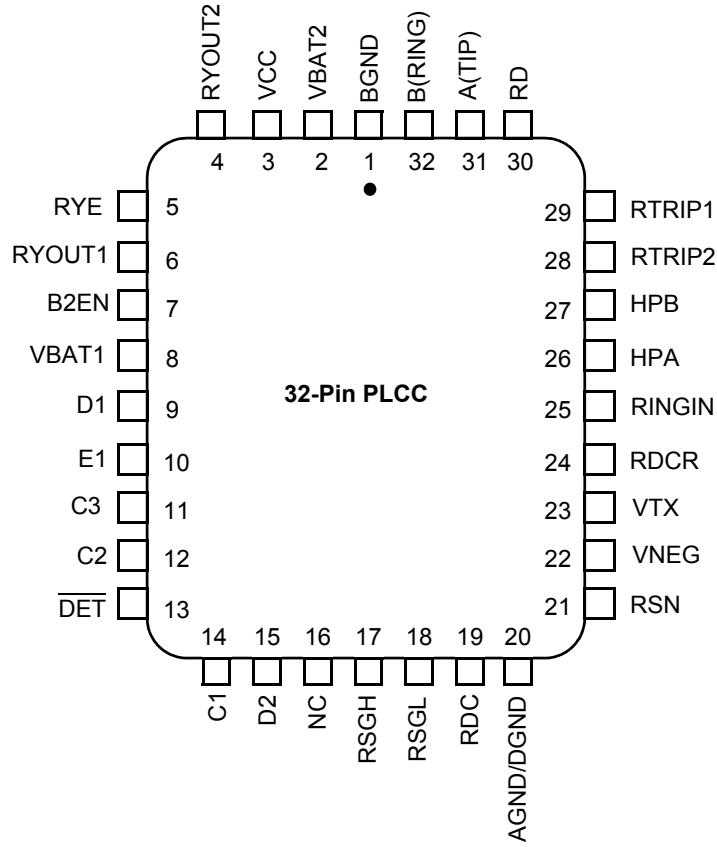 RYOUT2
VCC
VBAT2
BGND
B(RING)
A(TIP)
RD
4
3
2
1
32
31
30
RYE 5
29 RTRIP1
RYOUT1 6
28 RTRIP2
B2EN 7
27 HPB
VBAT1 8
26 HPA
32-Pin PLCC
D1 9
25 RINGIN
E1 10
24 RDCR
C3 11
23 VTX
C2 12
22 VNEG
DET 13
21 RSN
14
15
16
17
18
19
20
C1
D2
NC
RSGH
RSGL
RDC
AGND/DGND